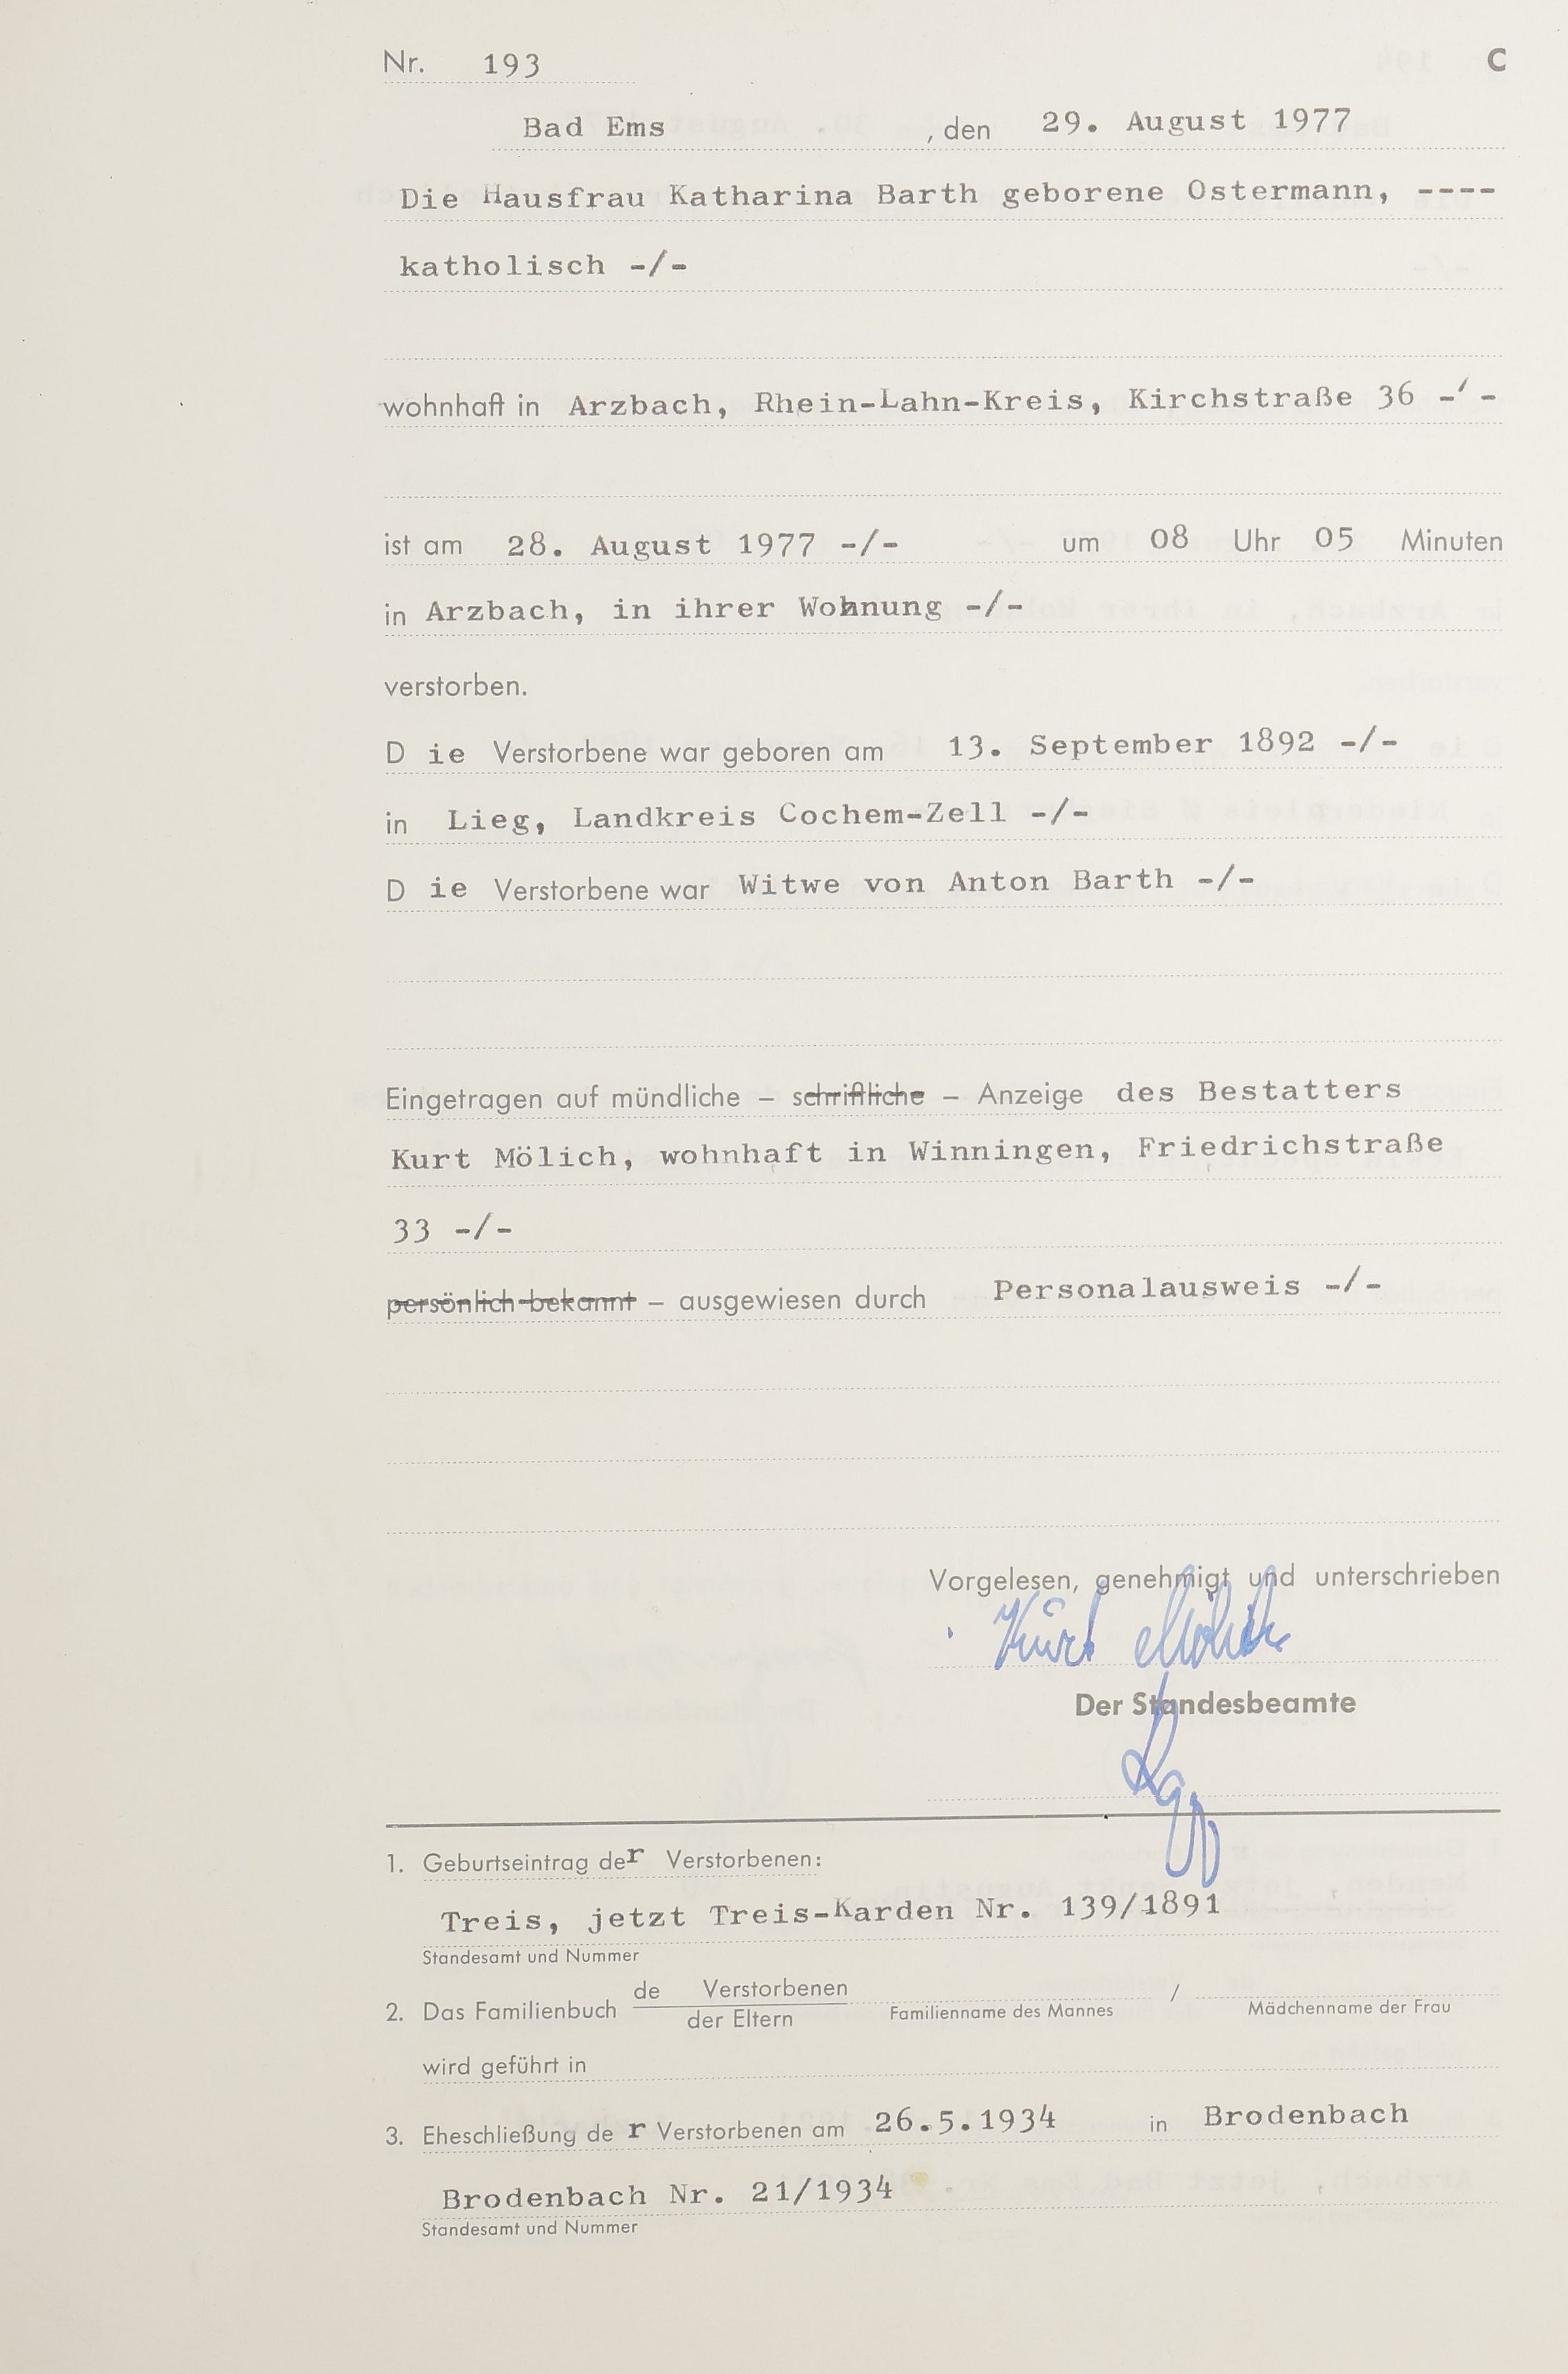 Nr. 193 C
Bad Ems , den 29. August 1977
Die Hausfrau Katharina Barth geborene Ostermann, ----
katholisch -/-
wohnhaft in Arzbach, Rhein-Lahn-Kreis, Kirchstraße 36 -/-
ist am 28. August 1977 -/- um 08 Uhr 05 Minuten
in Arzbach, in ihrer Wohnung -/-
verstorben.
D ie Verstorbene war geboren am 13. September 1892 -/-
in Lieg, Landkreis Cochem-Zell -/-
D ie Verstorbene war Witwe von Anton Barth -/-
Eingetragen auf mündliche – schriftliche – Anzeige des Bestatters
Kurt Mölich, wohnhaft in Winningen, Friedrichstraße
33 -/-
persönlich bekannt – ausgewiesen durch Personalausweis -/-
Vorgelesen, genehmigt und unterschrieben
Kurt Mölich
Der Standesbeamte
1. Geburtseintrag der Verstorbenen:
Treis, jetzt Treis-Karden Nr. 139/1891
Standesamt und Nummer
2. Das Familienbuch de Verstorbenen / der Eltern Familienname des Mannes / Mädchenname der Frau
wird geführt in
3. Eheschließung de r Verstorbenen am 26.5.1934 in Brodenbach
Brodenbach Nr. 21/1934
Standesamt und Nummer